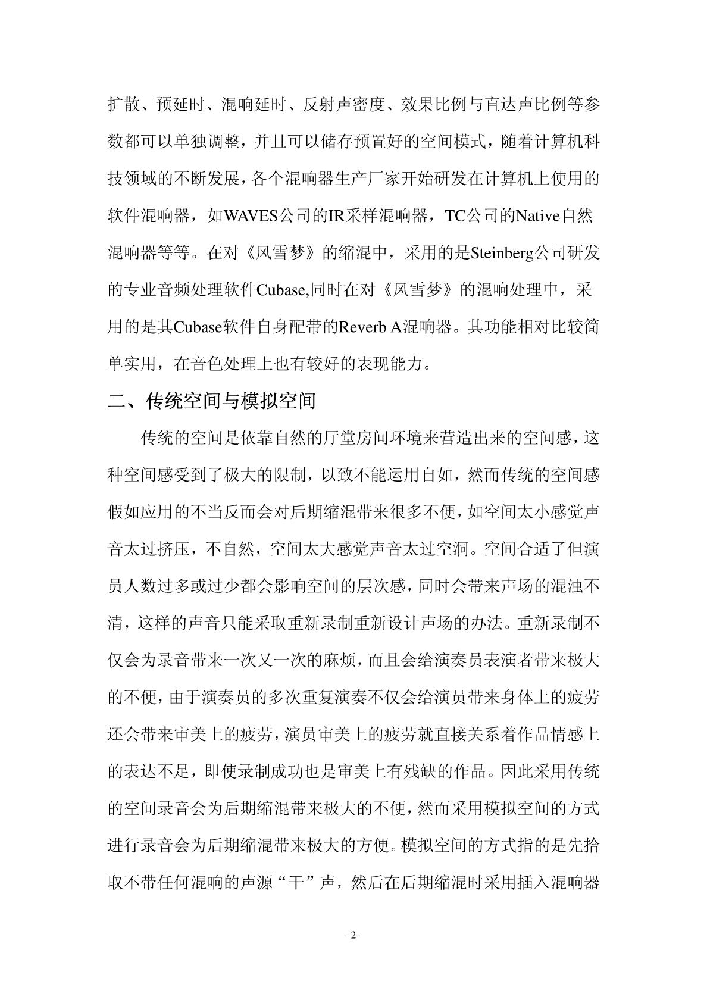 扩散、预延时、混响延时、反射声密度、效果比例与直达声比例等参
数都可以单独调整，并且可以储存预置好的空间模式，随着计算机科
技领域的不断发展，各个混响器生产厂家开始研发在计算机上使用的
软件混响器，如WAVES公司的IR采样混响器，TC公司的Native自然
混响器等等。在对《风雪梦》的缩混中，采用的是Steinberg公司研发
的专业音频处理软件Cubase,同时在对《风雪梦》的混响处理中，采
用的是其Cubase软件自身配带的Reverb A混响器。其功能相对比较简
单实用，在音色处理上也有较好的表现能力。
二、传统空间与模拟空间
传统的空间是依靠自然的厅堂房间环境来营造出来的空间感，这
种空间感受到了极大的限制，以致不能运用自如，然而传统的空间感
假如应用的不当反而会对后期缩混带来很多不便，如空间太小感觉声
音太过挤压，不自然，空间太大感觉声音太过空洞。空间合适了但演
员人数过多或过少都会影响空间的层次感，同时会带来声场的混浊不
清，这样的声音只能采取重新录制重新设计声场的办法。重新录制不
仅会为录音带来一次又一次的麻烦，而且会给演奏员表演者带来极大
的不便，由于演奏员的多次重复演奏不仅会给演员带来身体上的疲劳
还会带来审美上的疲劳，演员审美上的疲劳就直接关系着作品情感上
的表达不足，即使录制成功也是审美上有残缺的作品。因此采用传统
的空间录音会为后期缩混带来极大的不便，然而采用模拟空间的方式
进行录音会为后期缩混带来极大的方便。模拟空间的方式指的是先拾
取不带任何混响的声源“干”声，然后在后期缩混时采用插入混响器
- 2 -